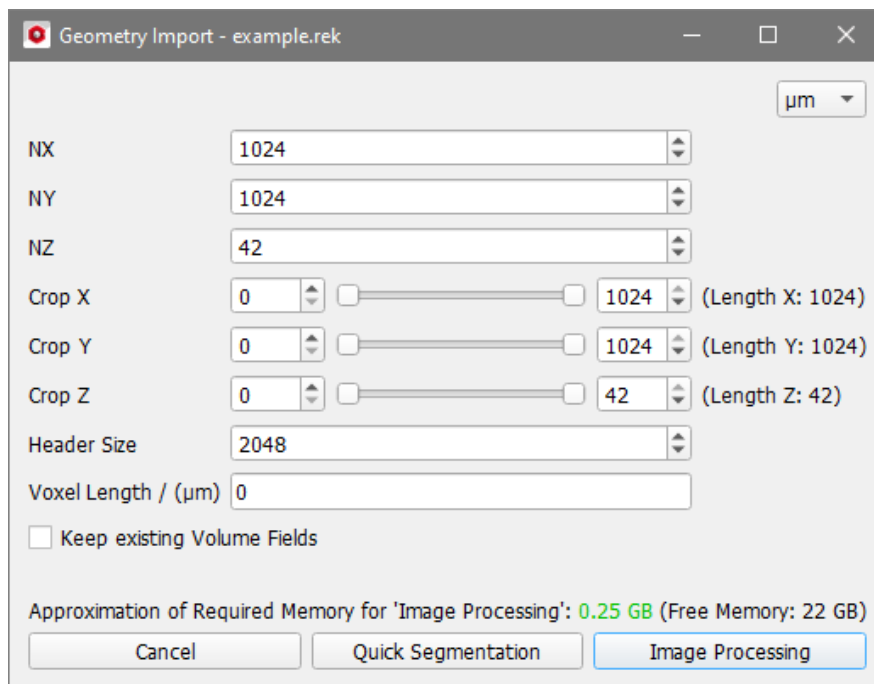 Geometry Import - example.rek
µm
NX 1024
NY 1024
NZ 42
Crop X 0 1024 (Length X: 1024)
Crop Y 0 1024 (Length Y: 1024)
Crop Z 0 42 (Length Z: 42)
Header Size 2048
Voxel Length / (µm) 0
Keep existing Volume Fields
Approximation of Required Memory for 'Image Processing': 0.25 GB (Free Memory: 22 GB)
Cancel Quick Segmentation Image Processing